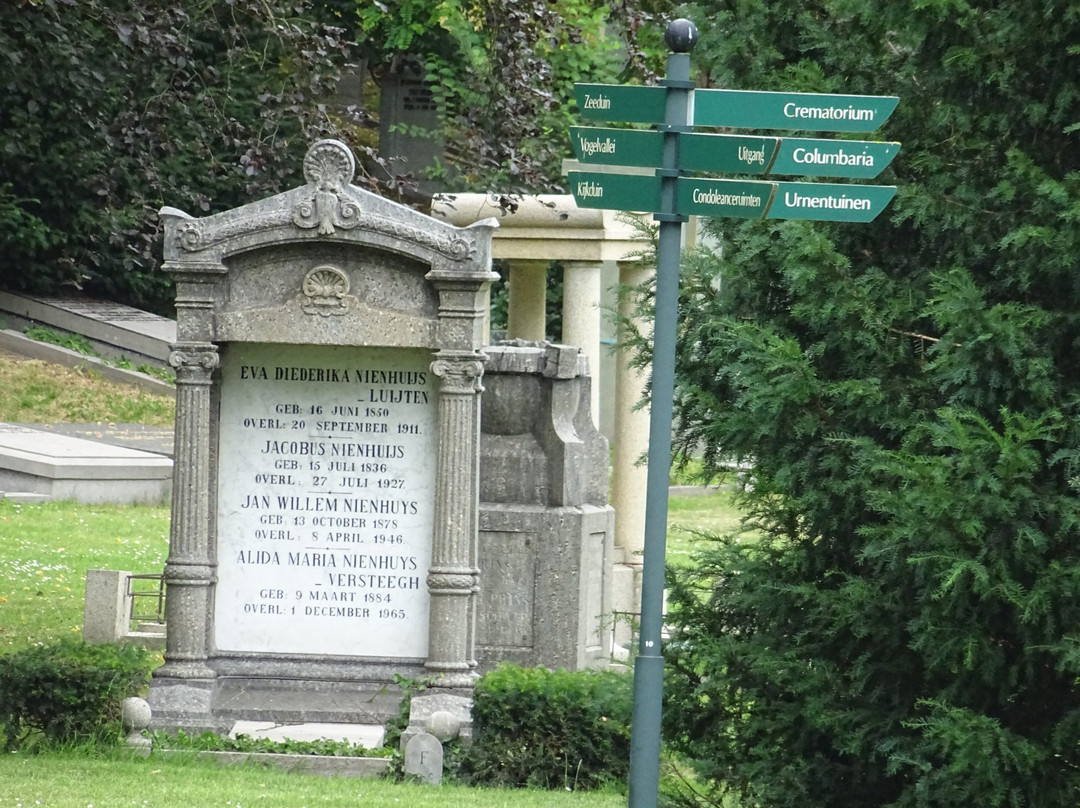 EVA DIEDERIKA NIENHUIJS
_ LUIJTEN
GEB: 16 JUNI 1850
OVERL: 20 SEPTEMBER 1911.
JACOBUS NIENHUIJS
GEB: 15 JULI 1836
OVERL: 27 JULI 1927.
JAN WILLEM NIENHUYS
GEB: 13 OCTOBER 1878
OVERL: 8 APRIL 1946.
ALIDA MARIA NIENHUYS
_ VERSTEEGH
GEB: 9 MAART 1884
OVERL: 1 DECEMBER 1965.
F
Zeeduin
Crematorium
Vogelvallei
Uitgang
Columbaria
Kijkduin
Condoleanceruimten
Urnentuinen
10